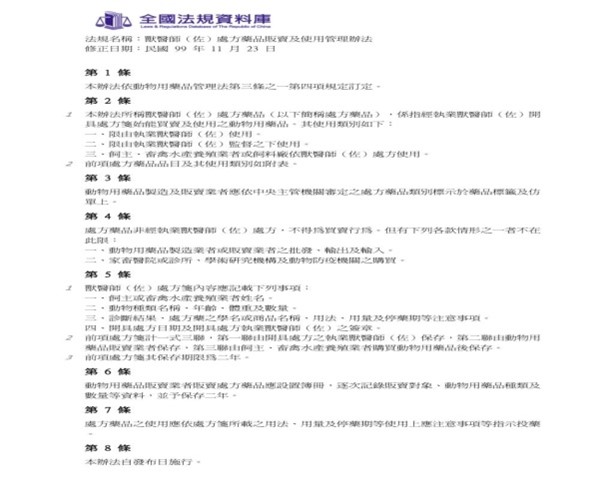 全國法規資料庫
Laws & Regulations Database of The Republic of China
法規名稱：獸醫師（佐）處方藥品販賣及使用管理辦法
修正日期：民國 99 年 11 月 23 日
第 1 條
本辦法依動物用藥品管理法第三條之一第四項規定訂定。
第 2 條
1 本辦法所稱獸醫師（佐）處方藥品（以下簡稱處方藥品），係指經執業獸醫師（佐）開
具處方箋始能買賣及使用之動物用藥品。其使用類別如下：
一、限由執業獸醫師（佐）使用。
二、限由執業獸醫師（佐）監督之下使用。
三、飼主、畜禽水產養殖業者或飼料廠依獸醫師（佐）處方使用。
2 前項處方藥品品目及其使用類別如附表。
第 3 條
動物用藥品製造及販賣業者應依中央主管機關審定之處方藥品類別標示於藥品標籤及仿
單上。
第 4 條
處方藥品非經執業獸醫師（佐）處方，不得為買賣行為。但有下列各款情形之一者不在
此限：
一、動物用藥品製造業者或販賣業者之批發、輸出及輸入。
二、家畜醫院或診所、學術研究機構及動物防疫機關之購買。
第 5 條
1 獸醫師（佐）處方箋內容應記載下列事項：
一、飼主或畜禽水產養殖業者姓名。
二、動物種類名稱、年齡、體重及數量。
三、診斷結果、處方藥之學名或商品名稱、用法、用量及停藥期等注意事項。
四、開具處方日期及開具處方執業獸醫師（佐）之簽章。
2 前項處方箋計一式三聯，第一聯由開具處方之執業獸醫師（佐）保存，第二聯由動物用
藥品販賣業者保存，第三聯由飼主、畜禽水產養殖業者購買動物用藥品後保存。
3 前項處方箋其保存期限為二年。
第 6 條
動物用藥品販賣業者販賣處方藥品應設置簿冊，逐次記錄販賣對象、動物用藥品種類及
數量等資料，並予保存二年。
第 7 條
處方藥品之使用應依處方箋所載之用法、用量及停藥期等使用上應注意事項等指示投藥
。
第 8 條
本辦法自發布日施行。